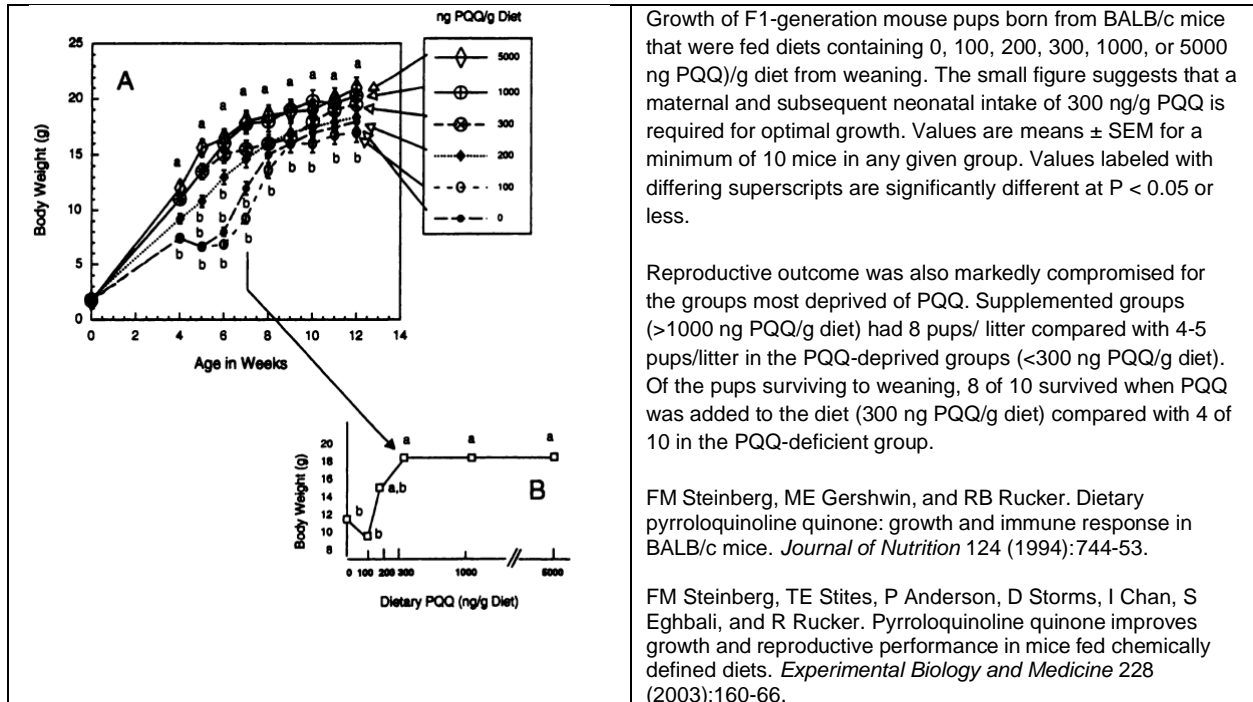 ng PQQ/g Diet
A
5000
1000
300
200
100
0
25
20
15
10
5
0
Body Weight (g)
a a a a a a a a
b b b b b b b b
b b b b
0 2 4 6 8 10 12 14
Age in Weeks
20
18
16
14
12
10
8
Body Weight (g)
a a a
a,b
b
b
B
0 100 200 300 1000 5000
Dietary PQQ (ng/g Diet)
Growth of F1-generation mouse pups born from BALB/c mice
that were fed diets containing 0, 100, 200, 300, 1000, or 5000
ng PQQ)/g diet from weaning. The small figure suggests that a
maternal and subsequent neonatal intake of 300 ng/g PQQ is
required for optimal growth. Values are means ± SEM for a
minimum of 10 mice in any given group. Values labeled with
differing superscripts are significantly different at P < 0.05 or
less.
Reproductive outcome was also markedly compromised for
the groups most deprived of PQQ. Supplemented groups
(>1000 ng PQQ/g diet) had 8 pups/ litter compared with 4-5
pups/litter in the PQQ-deprived groups (<300 ng PQQ/g diet).
Of the pups surviving to weaning, 8 of 10 survived when PQQ
was added to the diet (300 ng PQQ/g diet) compared with 4 of
10 in the PQQ-deficient group.
FM Steinberg, ME Gershwin, and RB Rucker. Dietary
pyrroloquinoline quinone: growth and immune response in
BALB/c mice. Journal of Nutrition 124 (1994):744-53.
FM Steinberg, TE Stites, P Anderson, D Storms, I Chan, S
Eghbali, and R Rucker. Pyrroloquinoline quinone improves
growth and reproductive performance in mice fed chemically
defined diets. Experimental Biology and Medicine 228
(2003):160-66.